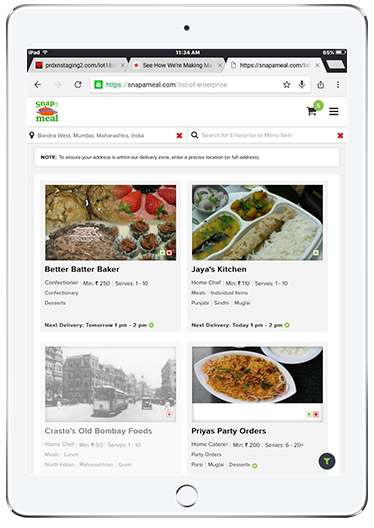 iPad
11:34 AM
65%
prdxnstaging2.com/lot18/
See How We're Making M
https://snapameal.com/list
https://snapameal.com/list-of-enterprise
5
Snap
meal
Bandra West, Mumbai, Maharashtra, India
Search for Enterprise or Menu Item
NOTE: To ensure your address is within our delivery zone, enter a precise location (or full address).
Better Batter Baker
Confectioner | Min: ₹ 250 | Serves: 1 - 10
Confectionary
Desserts
Next Delivery: Tomorrow 1 pm - 2 pm
Jaya's Kitchen
Home Chef | Min: ₹ 110 | Serves: 1 - 10
Meals | Individual Items
Punjabi | Sindhi | Muglai
Next Delivery: Today 1 pm - 2 pm
Crasto's Old Bombay Foods
Home Chef | Min: ₹ 50 | Serves: 1 - 10
Meals | Lunch
North Indian | Maharashtrian | Goan
Priyas Party Orders
Home Caterer | Min: ₹ 200 | Serves: 6 - 20+
Party Orders
Parsi | Muglai | Desserts